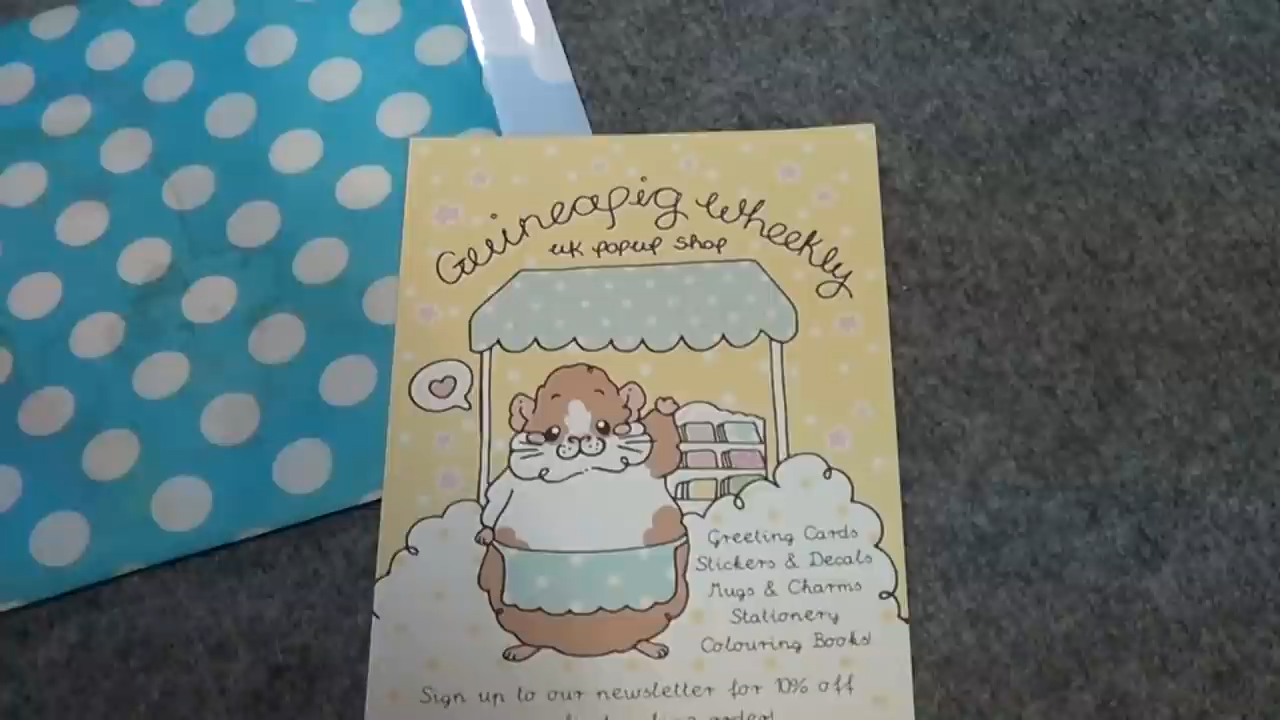 Guineapig Wheekly
uk popup shop
Greeting Cards
Stickers & Decals
Mugs & Charms
Stationery
Colouring Books!
Sign up to our newsletter for 10% off